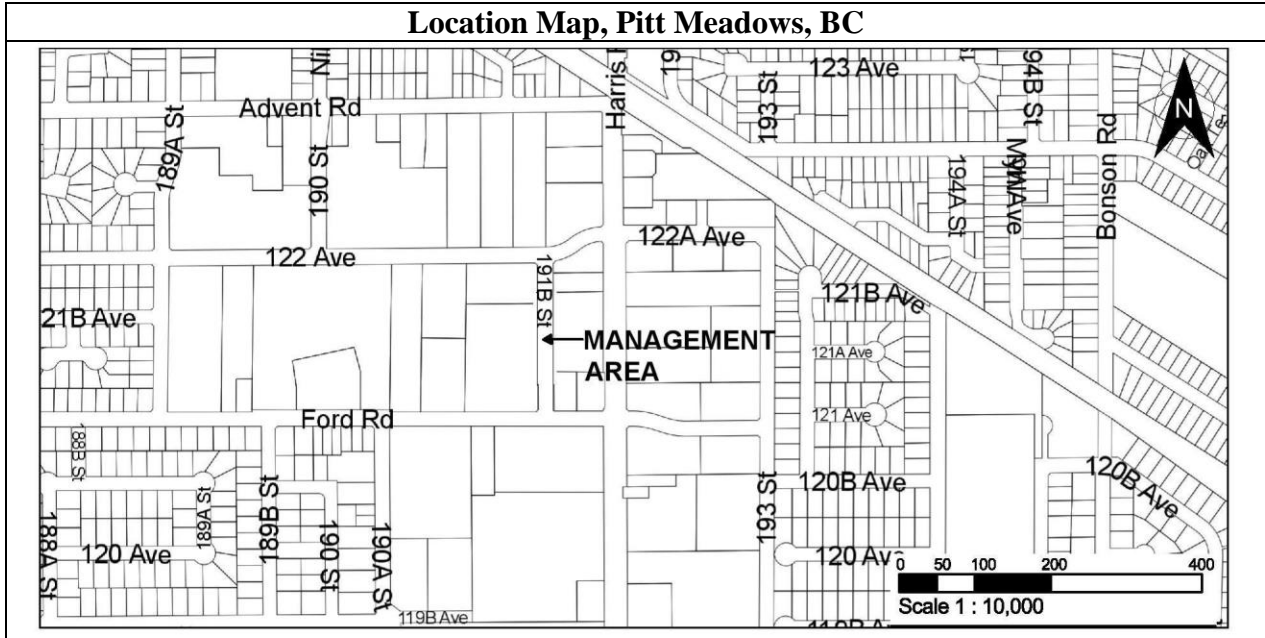 Location Map, Pitt Meadows, BC
Harris
19
123 Ave
193 St
94B St
Bonson Rd
N
Advent Rd
189A St
190 St
194A St
122 Ave
122A Ave
191B St
121B Ave
21B Ave
MANAGEMENT
AREA
121A Ave
121 Ave
Ford Rd
188B St
189A St
189B St
190 St
190A St
188A St
120 Ave
119B Ave
193 St
120B Ave
120B Ave
120 Av
0 50 100 200 400
Scale 1 : 10,000